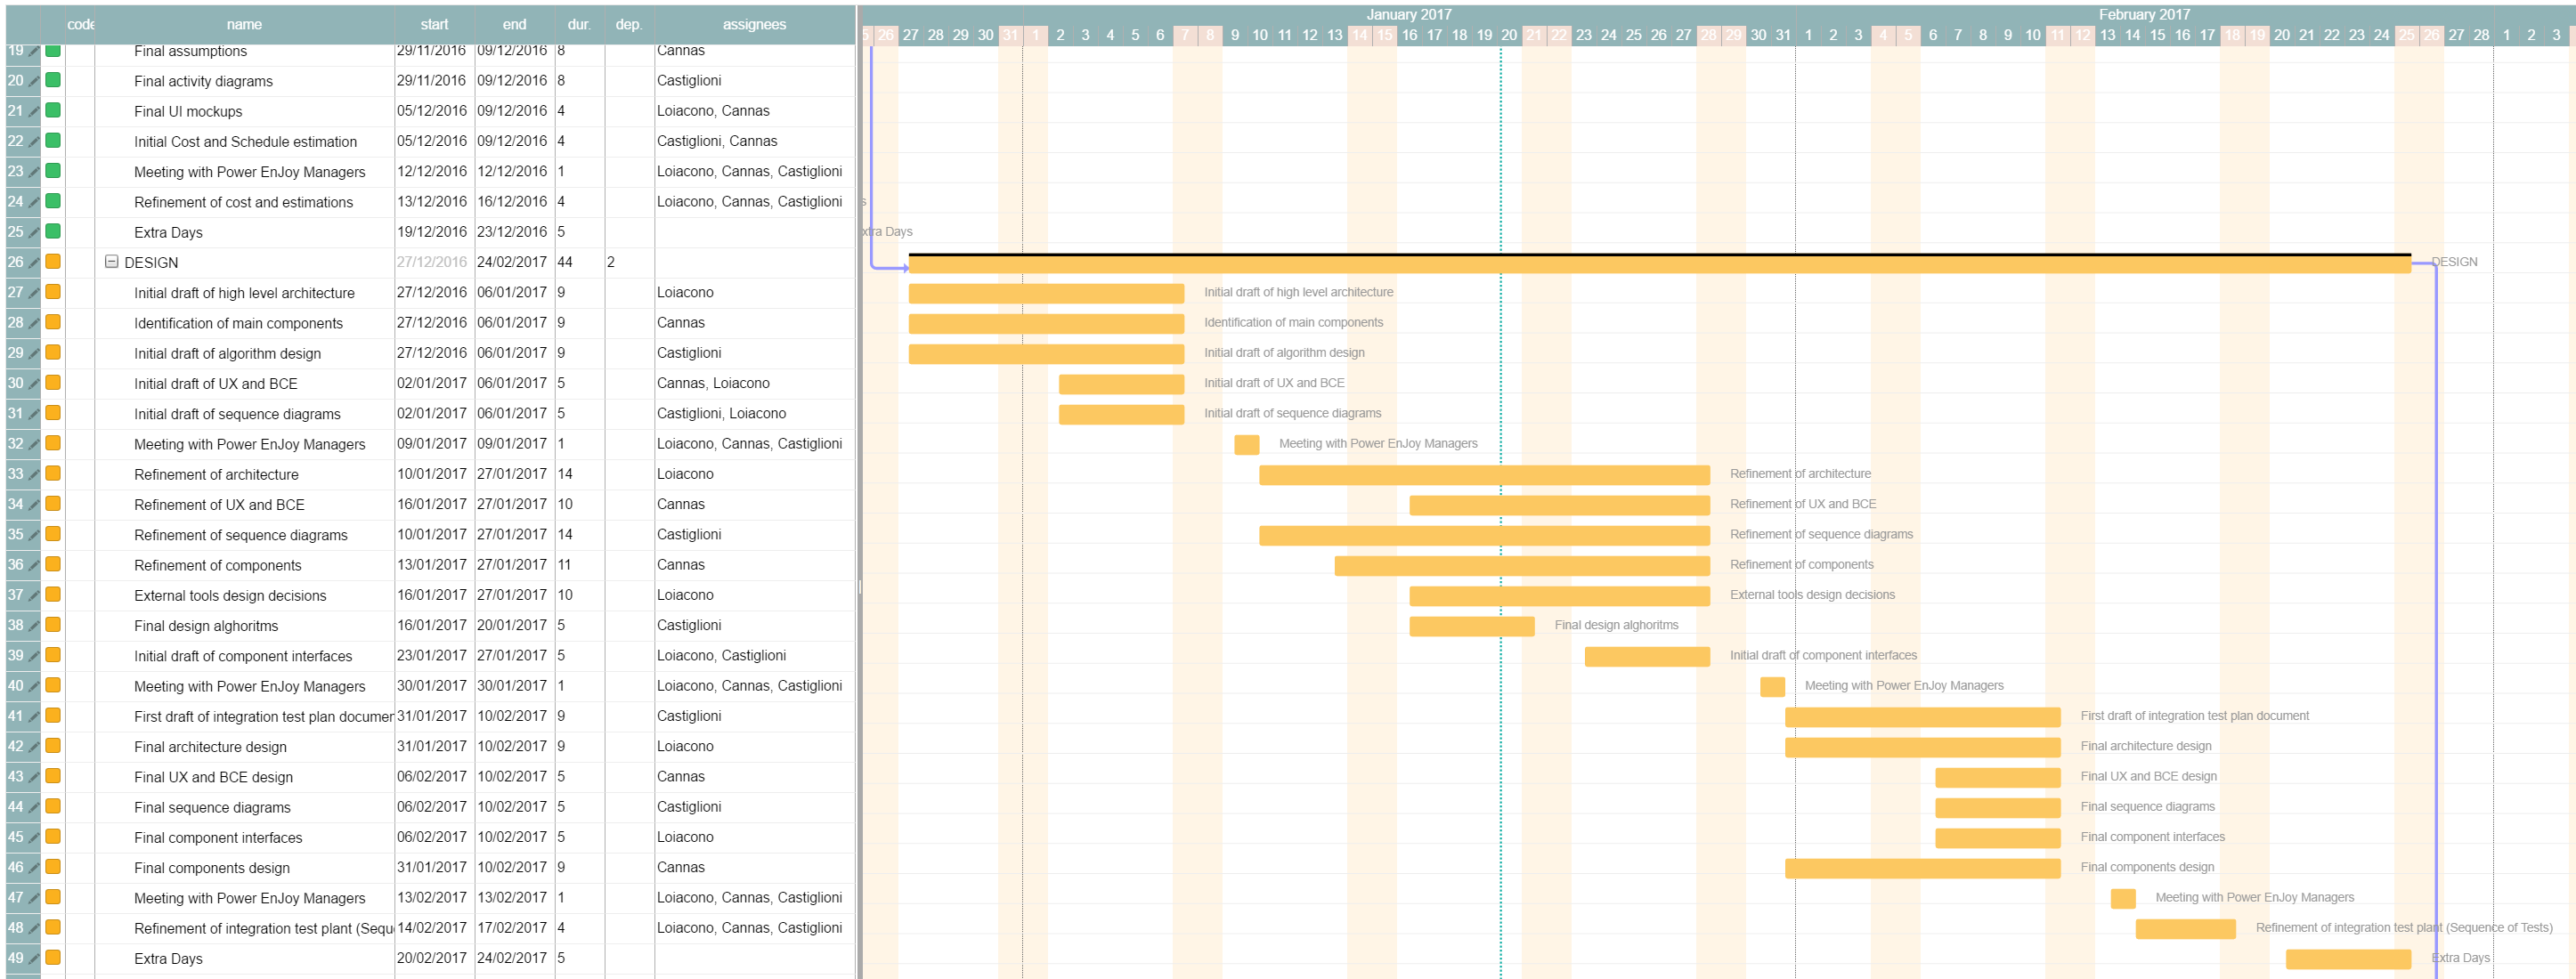 January 2017 February 2017
code name start end dur. dep. assignees 5 26 27 28 29 30 31 1 2 3 4 5 6 7 8 9 10 11 12 13 14 15 16 17 18 19 20 21 22 23 24 25 26 27 28 29 30 31 1 2 3 4 5 6 7 8 9 10 11 12 13 14 15 16 17 18 19 20 21 22 23 24 25 26 27 28 1 2 3
19 Final assumptions 29/11/2016 09/12/2016 8 Cannas
20 Final activity diagrams 29/11/2016 09/12/2016 8 Castiglioni
21 Final UI mockups 05/12/2016 09/12/2016 4 Loiacono, Cannas
22 Initial Cost and Schedule estimation 05/12/2016 09/12/2016 4 Castiglioni, Cannas
23 Meeting with Power EnJoy Managers 12/12/2016 12/12/2016 1 Loiacono, Cannas, Castiglioni
24 Refinement of cost and estimations 13/12/2016 16/12/2016 4 Loiacono, Cannas, Castiglioni s
25 Extra Days 19/12/2016 23/12/2016 5 xtra Days
26 DESIGN 27/12/2016 24/02/2017 44 2 DESIGN
27 Initial draft of high level architecture 27/12/2016 06/01/2017 9 Loiacono Initial draft of high level architecture
28 Identification of main components 27/12/2016 06/01/2017 9 Cannas Identification of main components
29 Initial draft of algorithm design 27/12/2016 06/01/2017 9 Castiglioni Initial draft of algorithm design
30 Initial draft of UX and BCE 02/01/2017 06/01/2017 5 Cannas, Loiacono Initial draft of UX and BCE
31 Initial draft of sequence diagrams 02/01/2017 06/01/2017 5 Castiglioni, Loiacono Initial draft of sequence diagrams
32 Meeting with Power EnJoy Managers 09/01/2017 09/01/2017 1 Loiacono, Cannas, Castiglioni Meeting with Power EnJoy Managers
33 Refinement of architecture 10/01/2017 27/01/2017 14 Loiacono Refinement of architecture
34 Refinement of UX and BCE 16/01/2017 27/01/2017 10 Cannas Refinement of UX and BCE
35 Refinement of sequence diagrams 10/01/2017 27/01/2017 14 Castiglioni Refinement of sequence diagrams
36 Refinement of components 13/01/2017 27/01/2017 11 Cannas Refinement of components
37 External tools design decisions 16/01/2017 27/01/2017 10 Loiacono External tools design decisions
38 Final design alghoritms 16/01/2017 20/01/2017 5 Castiglioni Final design alghoritms
39 Initial draft of component interfaces 23/01/2017 27/01/2017 5 Loiacono, Castiglioni Initial draft of component interfaces
40 Meeting with Power EnJoy Managers 30/01/2017 30/01/2017 1 Loiacono, Cannas, Castiglioni Meeting with Power EnJoy Managers
41 First draft of integration test plan documen 31/01/2017 10/02/2017 9 Castiglioni First draft of integration test plan document
42 Final architecture design 31/01/2017 10/02/2017 9 Loiacono Final architecture design
43 Final UX and BCE design 06/02/2017 10/02/2017 5 Cannas Final UX and BCE design
44 Final sequence diagrams 06/02/2017 10/02/2017 5 Castiglioni Final sequence diagrams
45 Final component interfaces 06/02/2017 10/02/2017 5 Loiacono Final component interfaces
46 Final components design 31/01/2017 10/02/2017 9 Cannas Final components design
47 Meeting with Power EnJoy Managers 13/02/2017 13/02/2017 1 Loiacono, Cannas, Castiglioni Meeting with Power EnJoy Managers
48 Refinement of integration test plant (Sequ 14/02/2017 17/02/2017 4 Loiacono, Cannas, Castiglioni Refinement of integration test plant (Sequence of Tests)
49 Extra Days 20/02/2017 24/02/2017 5 Extra Days